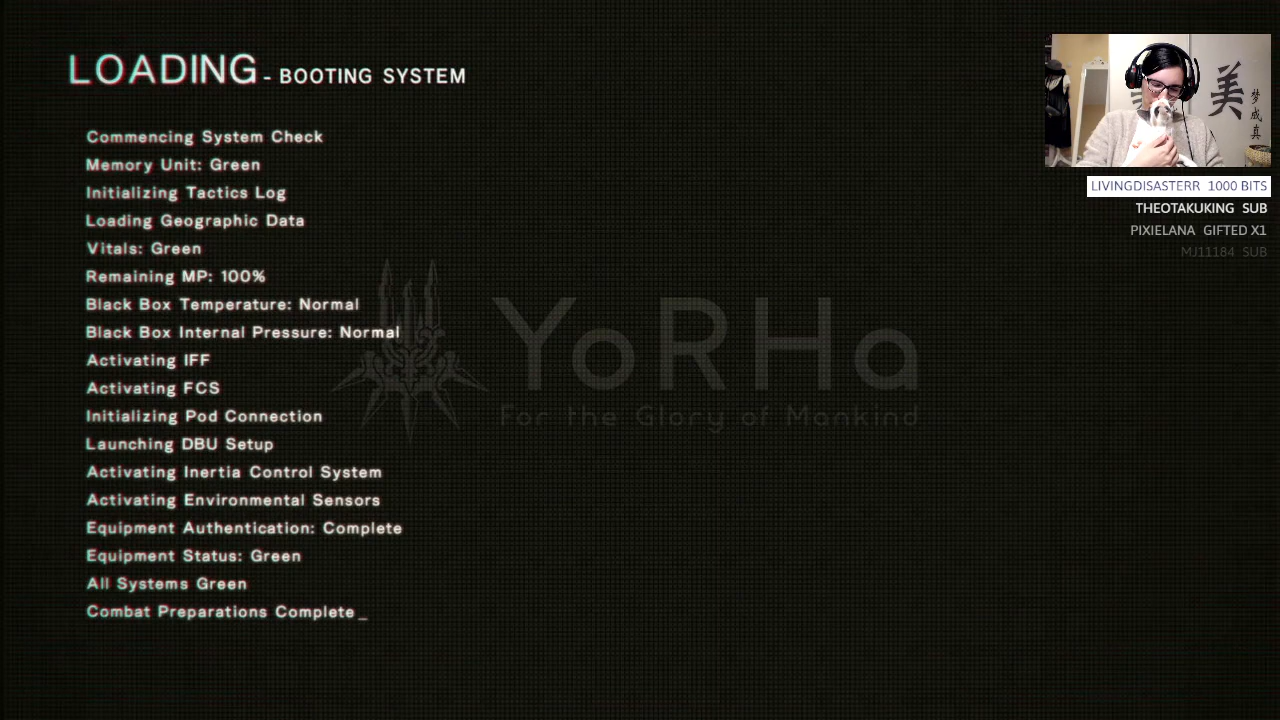 LOADING - BOOTING SYSTEM
Commencing System Check
Memory Unit: Green
Initializing Tactics Log
Loading Geographic Data
Vitals: Green
Remaining MP: 100%
Black Box Temperature: Normal
Black Box Internal Pressure: Normal
Activating IFF
Activating FCS
Initializing Pod Connection
Launching DBU Setup
Activating Inertia Control System
Activating Environmental Sensors
Equipment Authentication: Complete
Equipment Status: Green
All Systems Green
Combat Preparations Complete _
YoRHa
For the Glory of Mankind
美
梦成真
LIVINGDISASTERR 1000 BITS
THEOTAKUKING SUB
PIXIELANA GIFTED X1
MJ11184 SUB